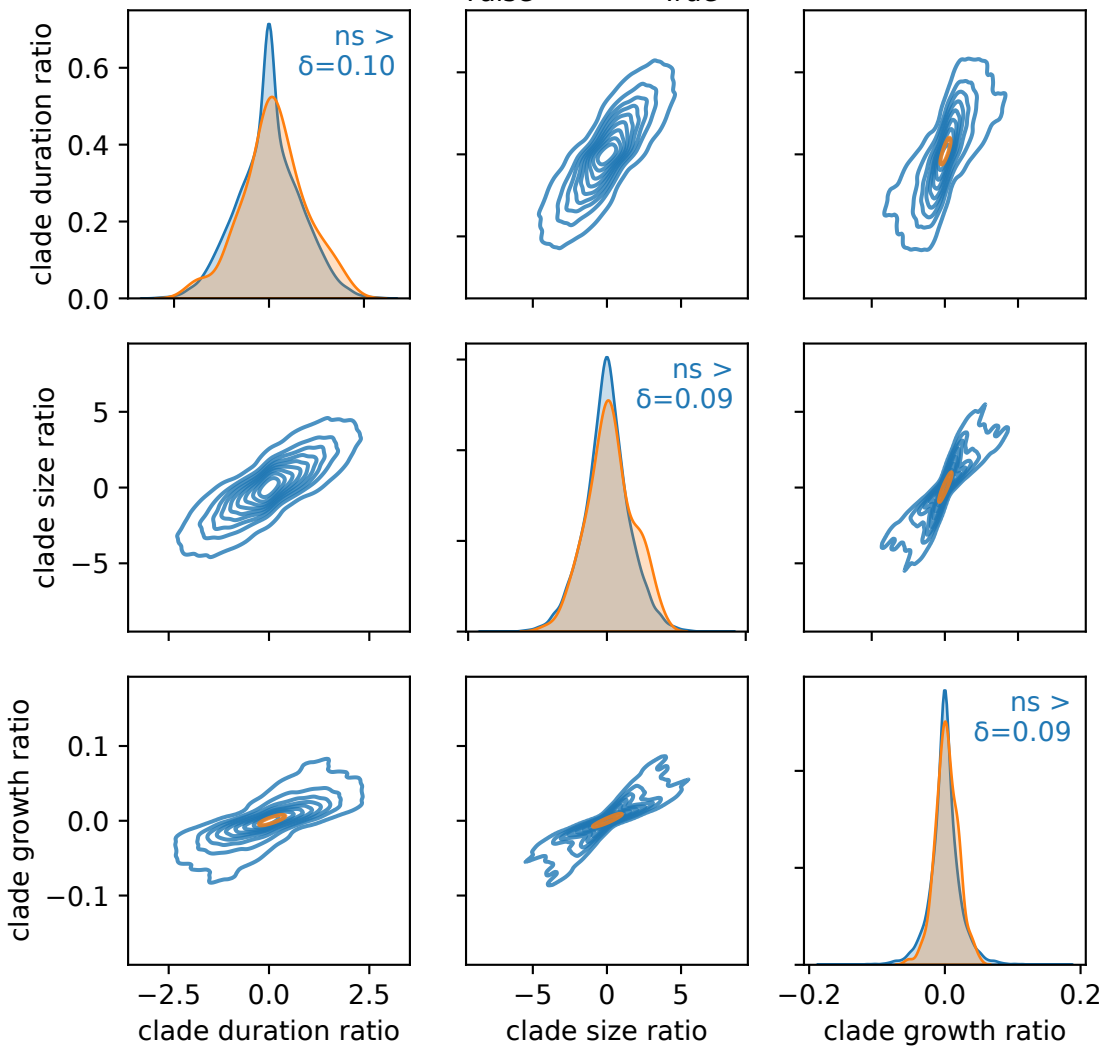 False True
clade duration ratio
0.6
0.4
0.2
0.0
ns >
δ=0.10
clade size ratio
5
0
−5
ns >
δ=0.09
clade growth ratio
0.1
0.0
−0.1
ns >
δ=0.09
−2.5 0.0 2.5
−5 0 5
−0.2 0.0 0.2
clade duration ratio
clade size ratio
clade growth ratio